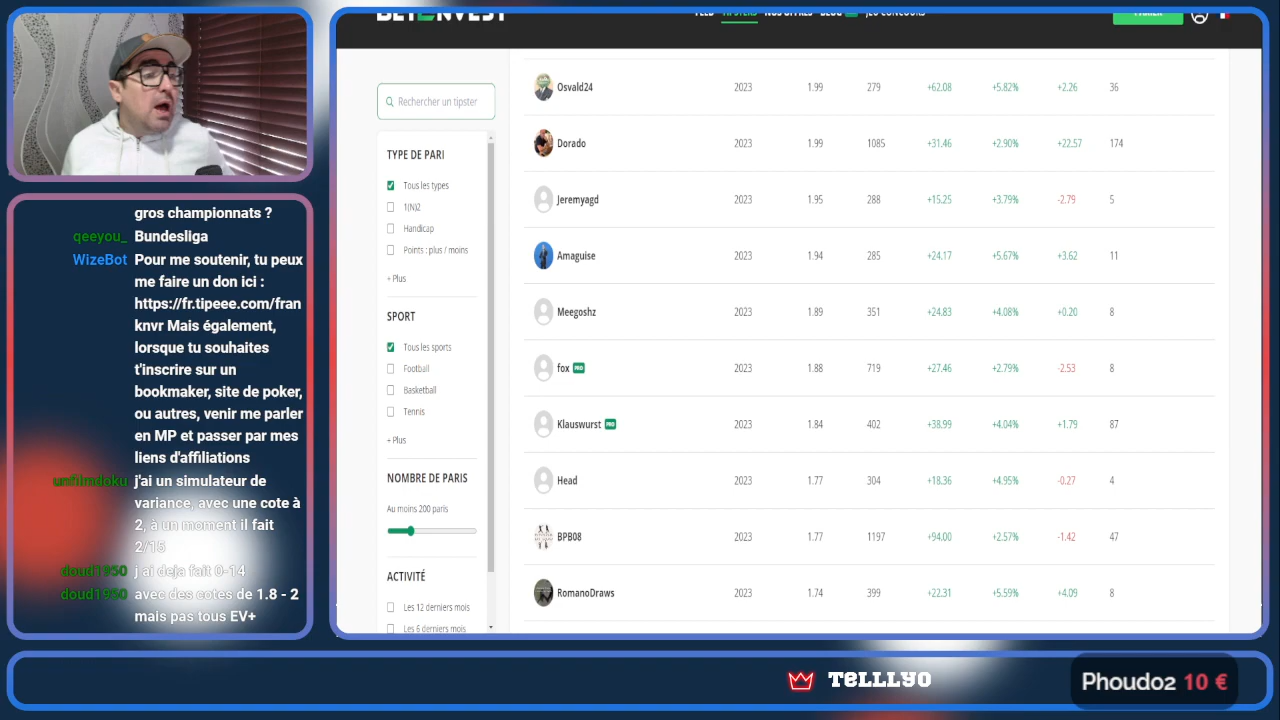 gros championnats ?
qeeyou_ Bundesliga
WizeBot Pour me soutenir, tu peux
me faire un don ici :
https://fr.tipeee.com/fran
knvr Mais également,
lorsque tu souhaites
t'inscrire sur un
bookmaker, site de poker,
ou autres, venir me parler
en MP et passer par mes
liens d'affiliations
unfilmdoku j'ai un simulateur de
variance, avec une cote à
2, à un moment il fait
2/15
doud1950 j ai deja fait 0-14
doud1950 avec des cotes de 1.8 - 2
mais pas tous EV+
TIPSTERS
JEU CONCOURS
Rechercher un tipster
TYPE DE PARI
Tous les types
1(N)2
Handicap
Points : plus / moins
+ Plus
SPORT
Tous les sports
Football
Basketball
Tennis
+ Plus
NOMBRE DE PARIS
Au moins 200 paris
ACTIVITÉ
Les 12 derniers mois
Les 6 derniers mois
Osvald24 2023 1.99 279 +62.08 +5.82% +2.26 36
Dorado 2023 1.99 1085 +31.46 +2.90% +22.57 174
Jeremyagd 2023 1.95 288 +15.25 +3.79% -2.79 5
Amaguise 2023 1.94 285 +24.17 +5.67% +3.62 11
Meegoshz 2023 1.89 351 +24.83 +4.08% +0.20 8
fox PRO 2023 1.88 719 +27.46 +2.79% -2.53 8
Klauswurst PRO 2023 1.84 402 +38.99 +4.04% +1.79 87
Head 2023 1.77 304 +18.36 +4.95% -0.27 4
BPB08 2023 1.77 1197 +94.00 +2.57% -1.42 47
RomanoDraws 2023 1.74 399 +22.31 +5.59% +4.09 8
TELLLYO
Phoudo2 10 €